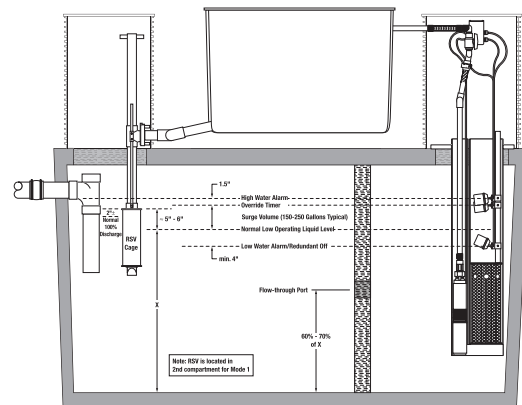 1.5"
High Water Alarm
Override Timer
2"±
Normal
100%
Discharge
~ 5" - 6"
Surge Volume (150-250 Gallons Typical)
RSV
Cage
Normal Low Operating Liquid Level
Low Water Alarm/Redundant Off
min. 4"
Flow-through Port
X
60% - 70%
of X
Note: RSV is located in
2nd compartment for Mode 1